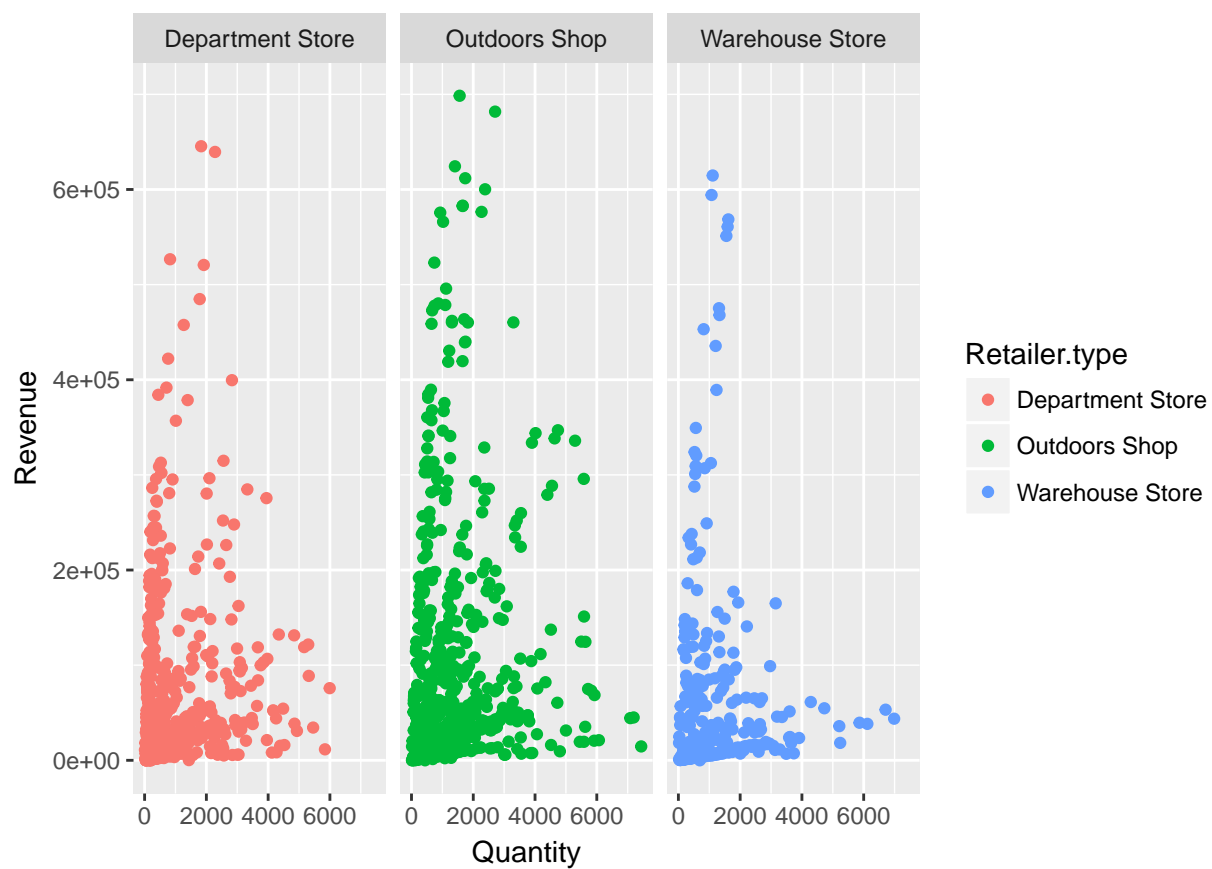 Department Store
Outdoors Shop
Warehouse Store
6e+05
4e+05
2e+05
0e+00
Revenue
0 2000 4000 6000
0 2000 4000 6000
0 2000 4000 6000
Quantity
Retailer.type
Department Store
Outdoors Shop
Warehouse Store